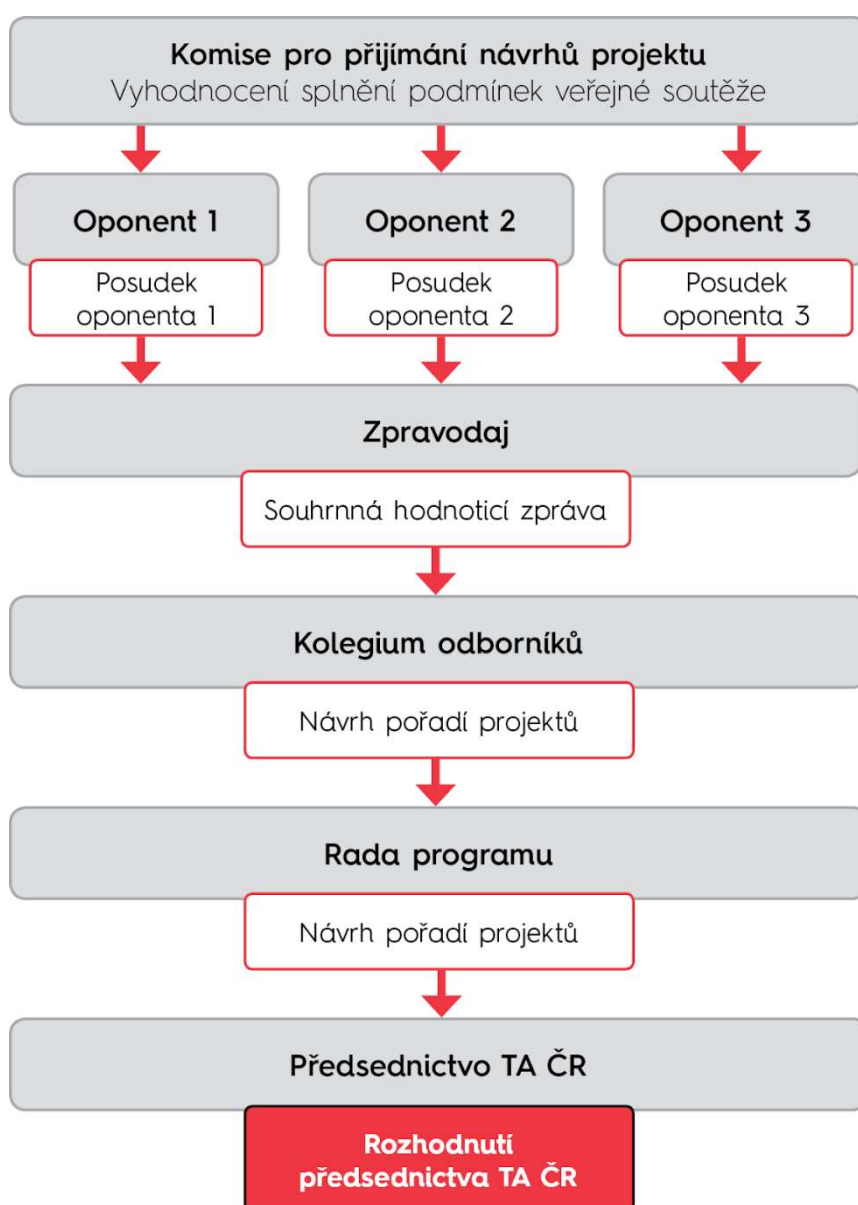 Komise pro přijímání návrhů projektu
Vyhodnocení splnění podmínek veřejné soutěže
Oponent 1
Oponent 2
Oponent 3
Posudek
oponenta 1
Posudek
oponenta 2
Posudek
oponenta 3
Zpravodaj
Souhrnná hodnoticí zpráva
Kolegium odborníků
Návrh pořadí projektů
Rada programu
Návrh pořadí projektů
Předsednictvo TA ČR
Rozhodnutí
předsednictva TA ČR